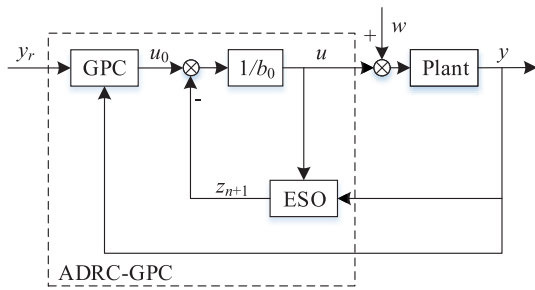 w
+
y_r
GPC
u_0
1/b_0
u
Plant
y
-
z_{n+1}
ESO
ADRC-GPC